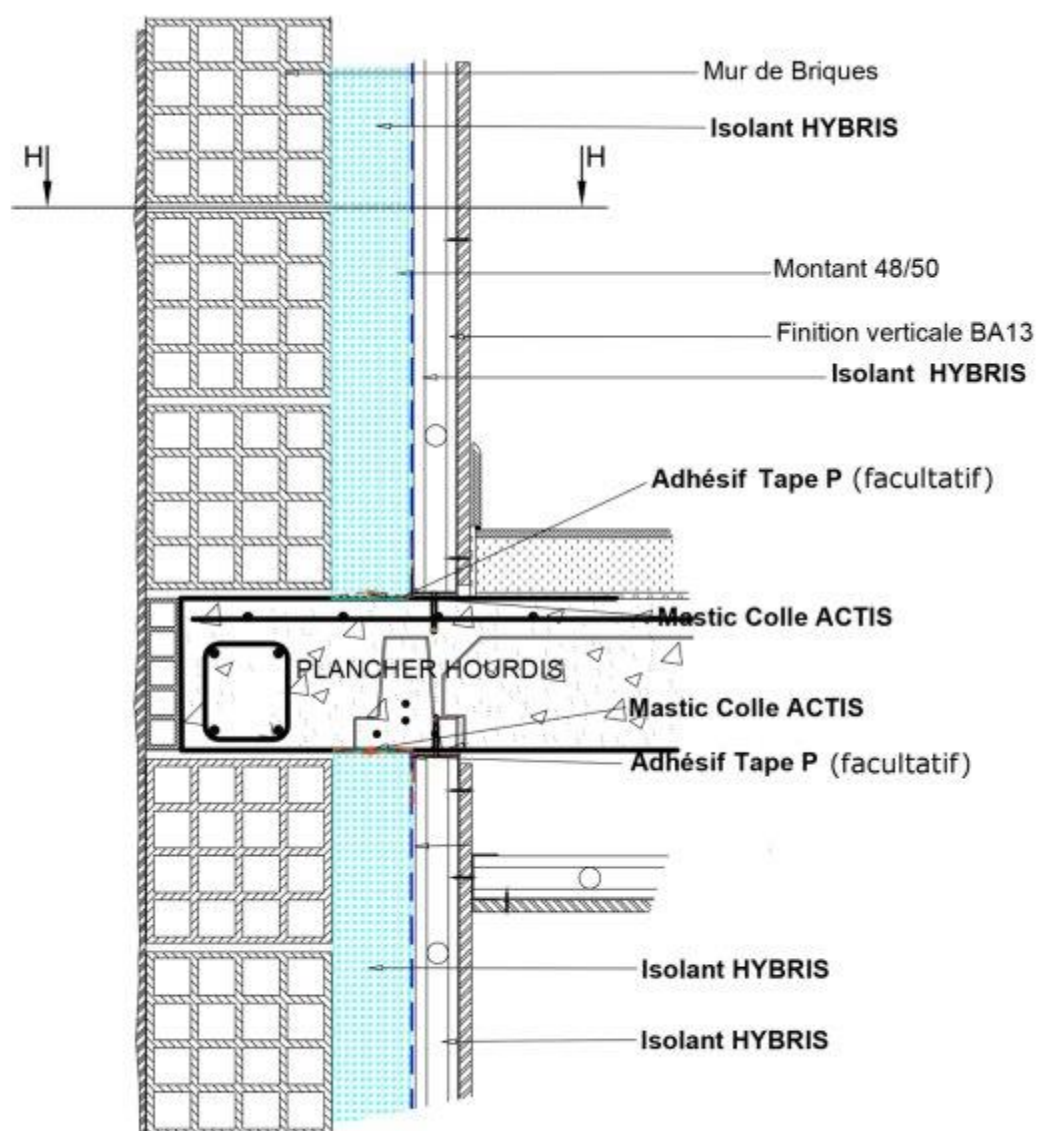 Mur de Briques
Isolant HYBRIS
H H
Montant 48/50
Finition verticale BA13
Isolant HYBRIS
Adhésif Tape P (facultatif)
Mastic Colle ACTIS
PLANCHER HOURDIS
Mastic Colle ACTIS
Adhésif Tape P (facultatif)
Isolant HYBRIS
Isolant HYBRIS